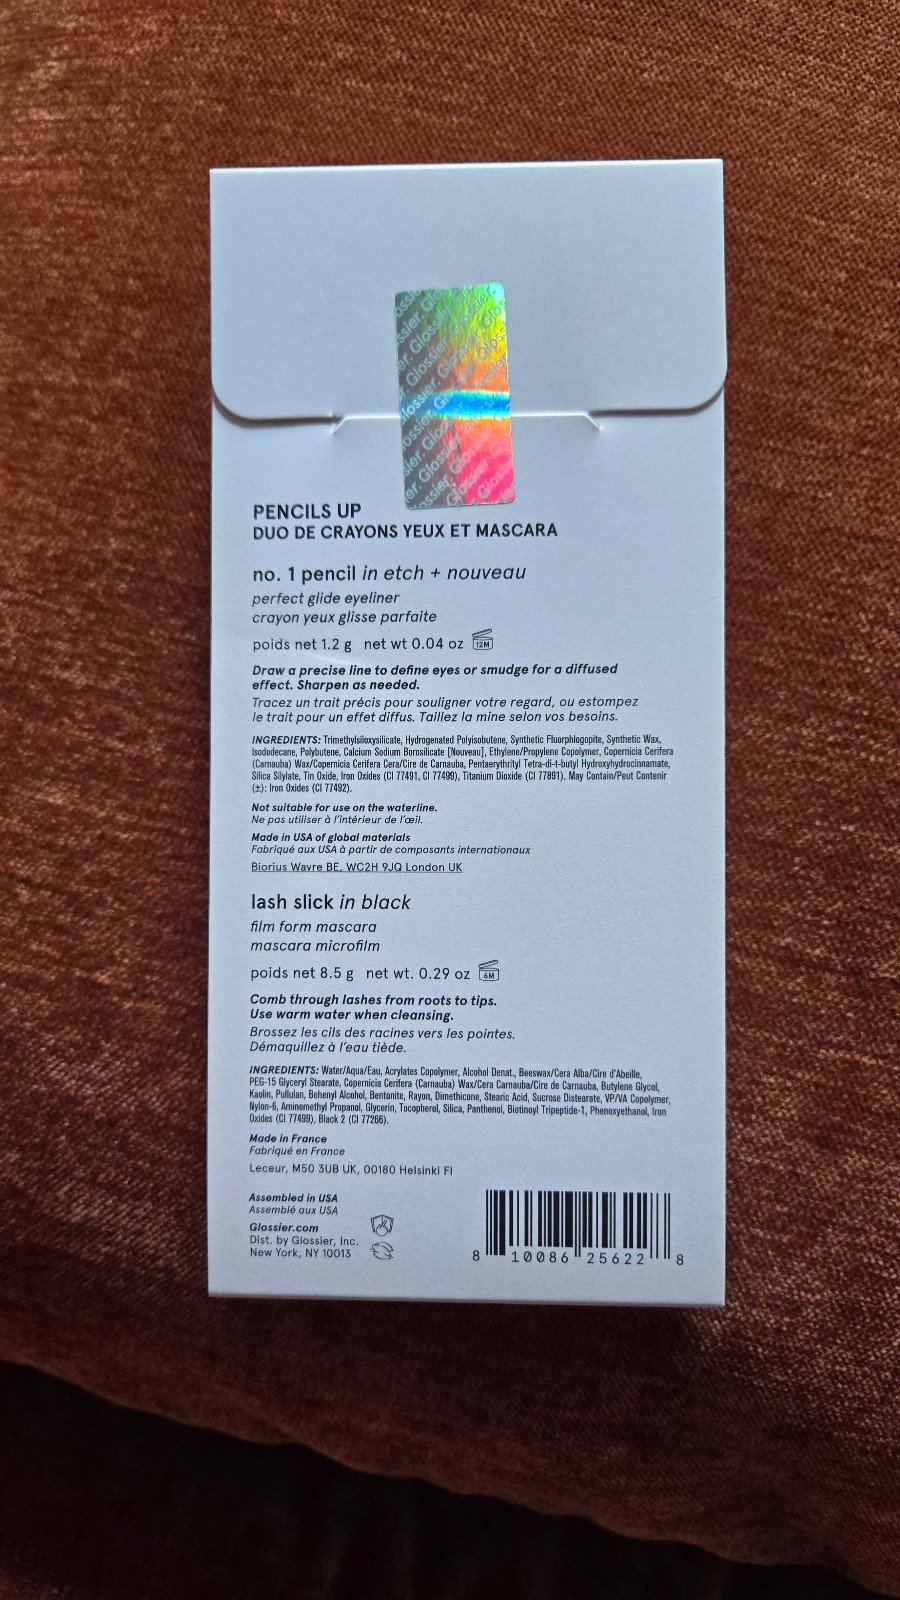 Glossier. Glossier. Glossier.
PENCILS UP
DUO DE CRAYONS YEUX ET MASCARA
no. 1 pencil in etch + nouveau
perfect glide eyeliner
crayon yeux glisse parfaite
poids net 1.2 g net wt 0.04 oz 12M
Draw a precise line to define eyes or smudge for a diffused
effect. Sharpen as needed.
Tracez un trait précis pour souligner votre regard, ou estompez
le trait pour un effet diffus. Taillez la mine selon vos besoins.
INGREDIENTS: Trimethylsiloxysilicate, Hydrogenated Polyisobutene, Synthetic Fluorphlogopite, Synthetic Wax,
Isododecane, Polybutene, Calcium Sodium Borosilicate [Nouveau], Ethylene/Propylene Copolymer, Copernicia Cerifera
(Carnauba) Wax/Copernicia Cerifera Cera/Cire de Carnauba, Pentaerythrityl Tetra-di-t-butyl Hydroxyhydrocinnamate,
Silica Silylate, Tin Oxide, Iron Oxides (CI 77491, CI 77499), Titanium Dioxide (CI 77891). May Contain/Peut Contenir
(±): Iron Oxides (CI 77492).
Not suitable for use on the waterline.
Ne pas utiliser à l'intérieur de l'œil.
Made in USA of global materials
Fabriqué aux USA à partir de composants internationaux
Biorius Wavre BE, WC2H 9JQ London UK
lash slick in black
film form mascara
mascara microfilm
poids net 8.5 g net wt. 0.29 oz 6M
Comb through lashes from roots to tips.
Use warm water when cleansing.
Brossez les cils des racines vers les pointes.
Démaquillez à l'eau tiède.
INGREDIENTS: Water/Aqua/Eau, Acrylates Copolymer, Alcohol Denat., Beeswax/Cera Alba/Cire d'Abeille,
PEG-15 Glyceryl Stearate, Copernicia Cerifera (Carnauba) Wax/Cera Carnauba/Cire de Carnauba, Butylene Glycol,
Kaolin, Pullulan, Behenyl Alcohol, Bentonite, Rayon, Dimethicone, Stearic Acid, Sucrose Distearate, VP/VA Copolymer,
Nylon-6, Aminomethyl Propanol, Glycerin, Tocopherol, Silica, Panthenol, Biotinoyl Tripeptide-1, Phenoxyethanol, Iron
Oxides (CI 77499), Black 2 (CI 77266).
Made in France
Fabriqué en France
Leceur, M50 3UB UK, 00180 Helsinki FI
Assembled in USA
Assemblé aux USA
Glossier.com
Dist. by Glossier, Inc.
New York, NY 10013
8 10086 25622 8